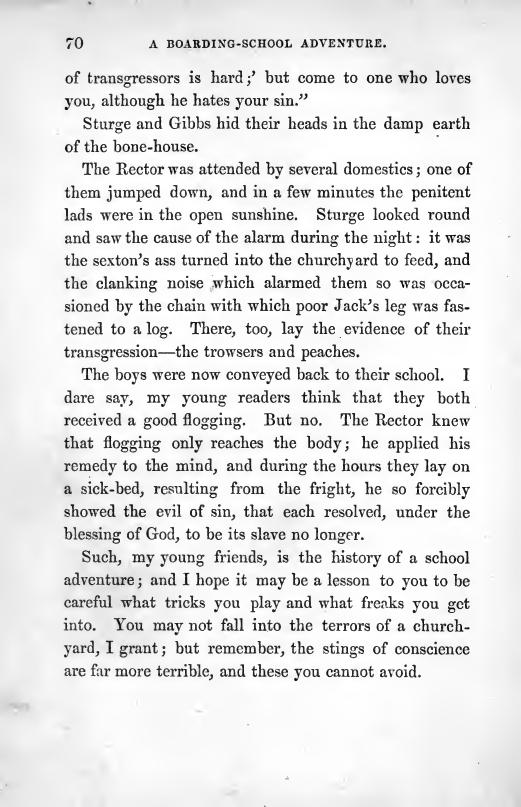 70 A BOARDING-SCHOOL ADVENTURE.
of transgressors is hard;' but come to one who loves
you, although he hates your sin."
Sturge and Gibbs hid their heads in the damp earth
of the bone-house.
The Rector was attended by several domestics; one of
them jumped down, and in a few minutes the penitent
lads were in the open sunshine. Sturge looked round
and saw the cause of the alarm during the night: it was
the sexton's ass turned into the churchyard to feed, and
the clanking noise which alarmed them so was occa-
sioned by the chain with which poor Jack's leg was fas-
tened to a log. There, too, lay the evidence of their
transgression—the trowsers and peaches.
The boys were now conveyed back to their school. I
dare say, my young readers think that they both
received a good flogging. But no. The Rector knew
that flogging only reaches the body; he applied his
remedy to the mind, and during the hours they lay on
a sick-bed, resulting from the fright, he so forcibly
showed the evil of sin, that each resolved, under the
blessing of God, to be its slave no longer.
Such, my young friends, is the history of a school
adventure; and I hope it may be a lesson to you to be
careful what tricks you play and what freaks you get
into. You may not fall into the terrors of a church-
yard, I grant; but remember, the stings of conscience
are far more terrible, and these you cannot avoid.